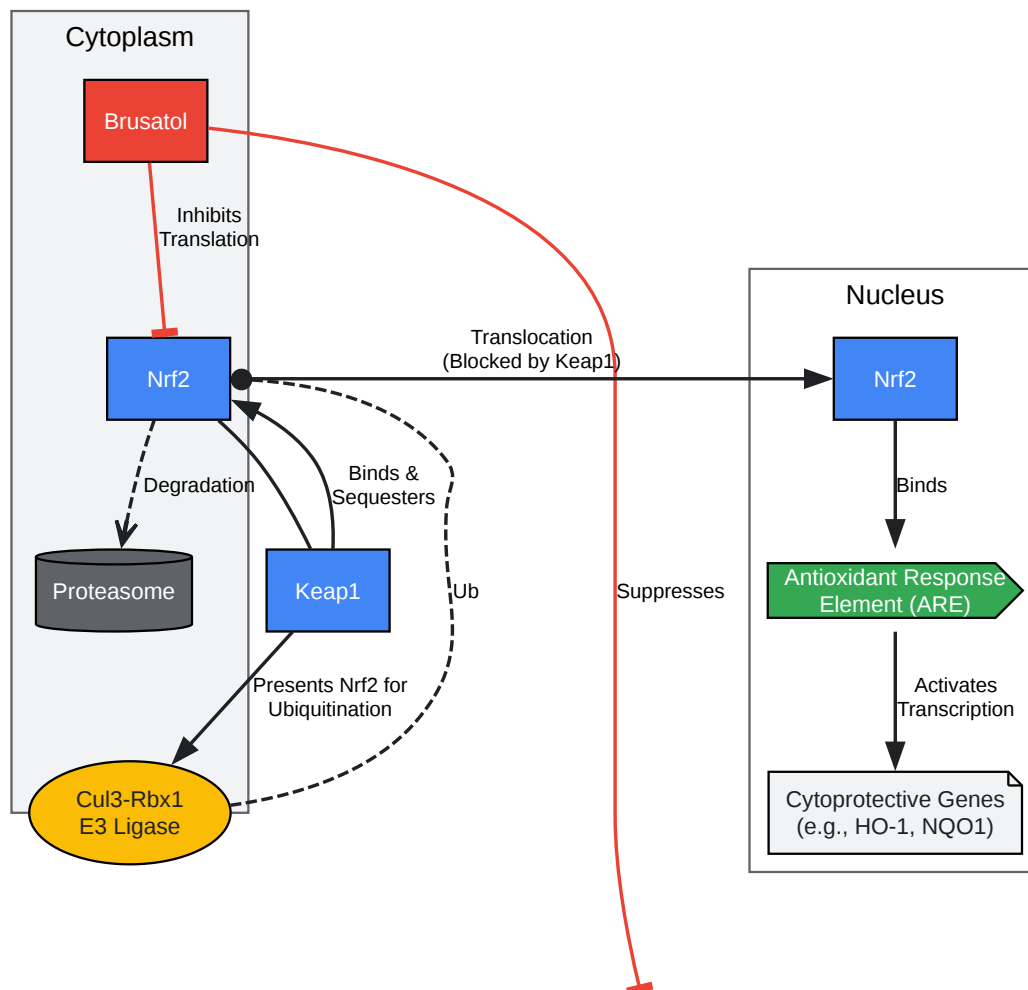 Cytoplasm
Brusatol
Inhibits
Translation
Nucleus
Translocation
(Blocked by Keap1)
Nrf2
Nrf2
Degradation
Binds &
Sequesters
Binds
Proteasome
Keap1
Ub
Suppresses
Antioxidant Response
Element (ARE)
Presents Nrf2 for
Ubiquitination
Activates
Transcription
Cul3-Rbx1
E3 Ligase
Cytoprotective Genes
(e.g., HO-1, NQO1)